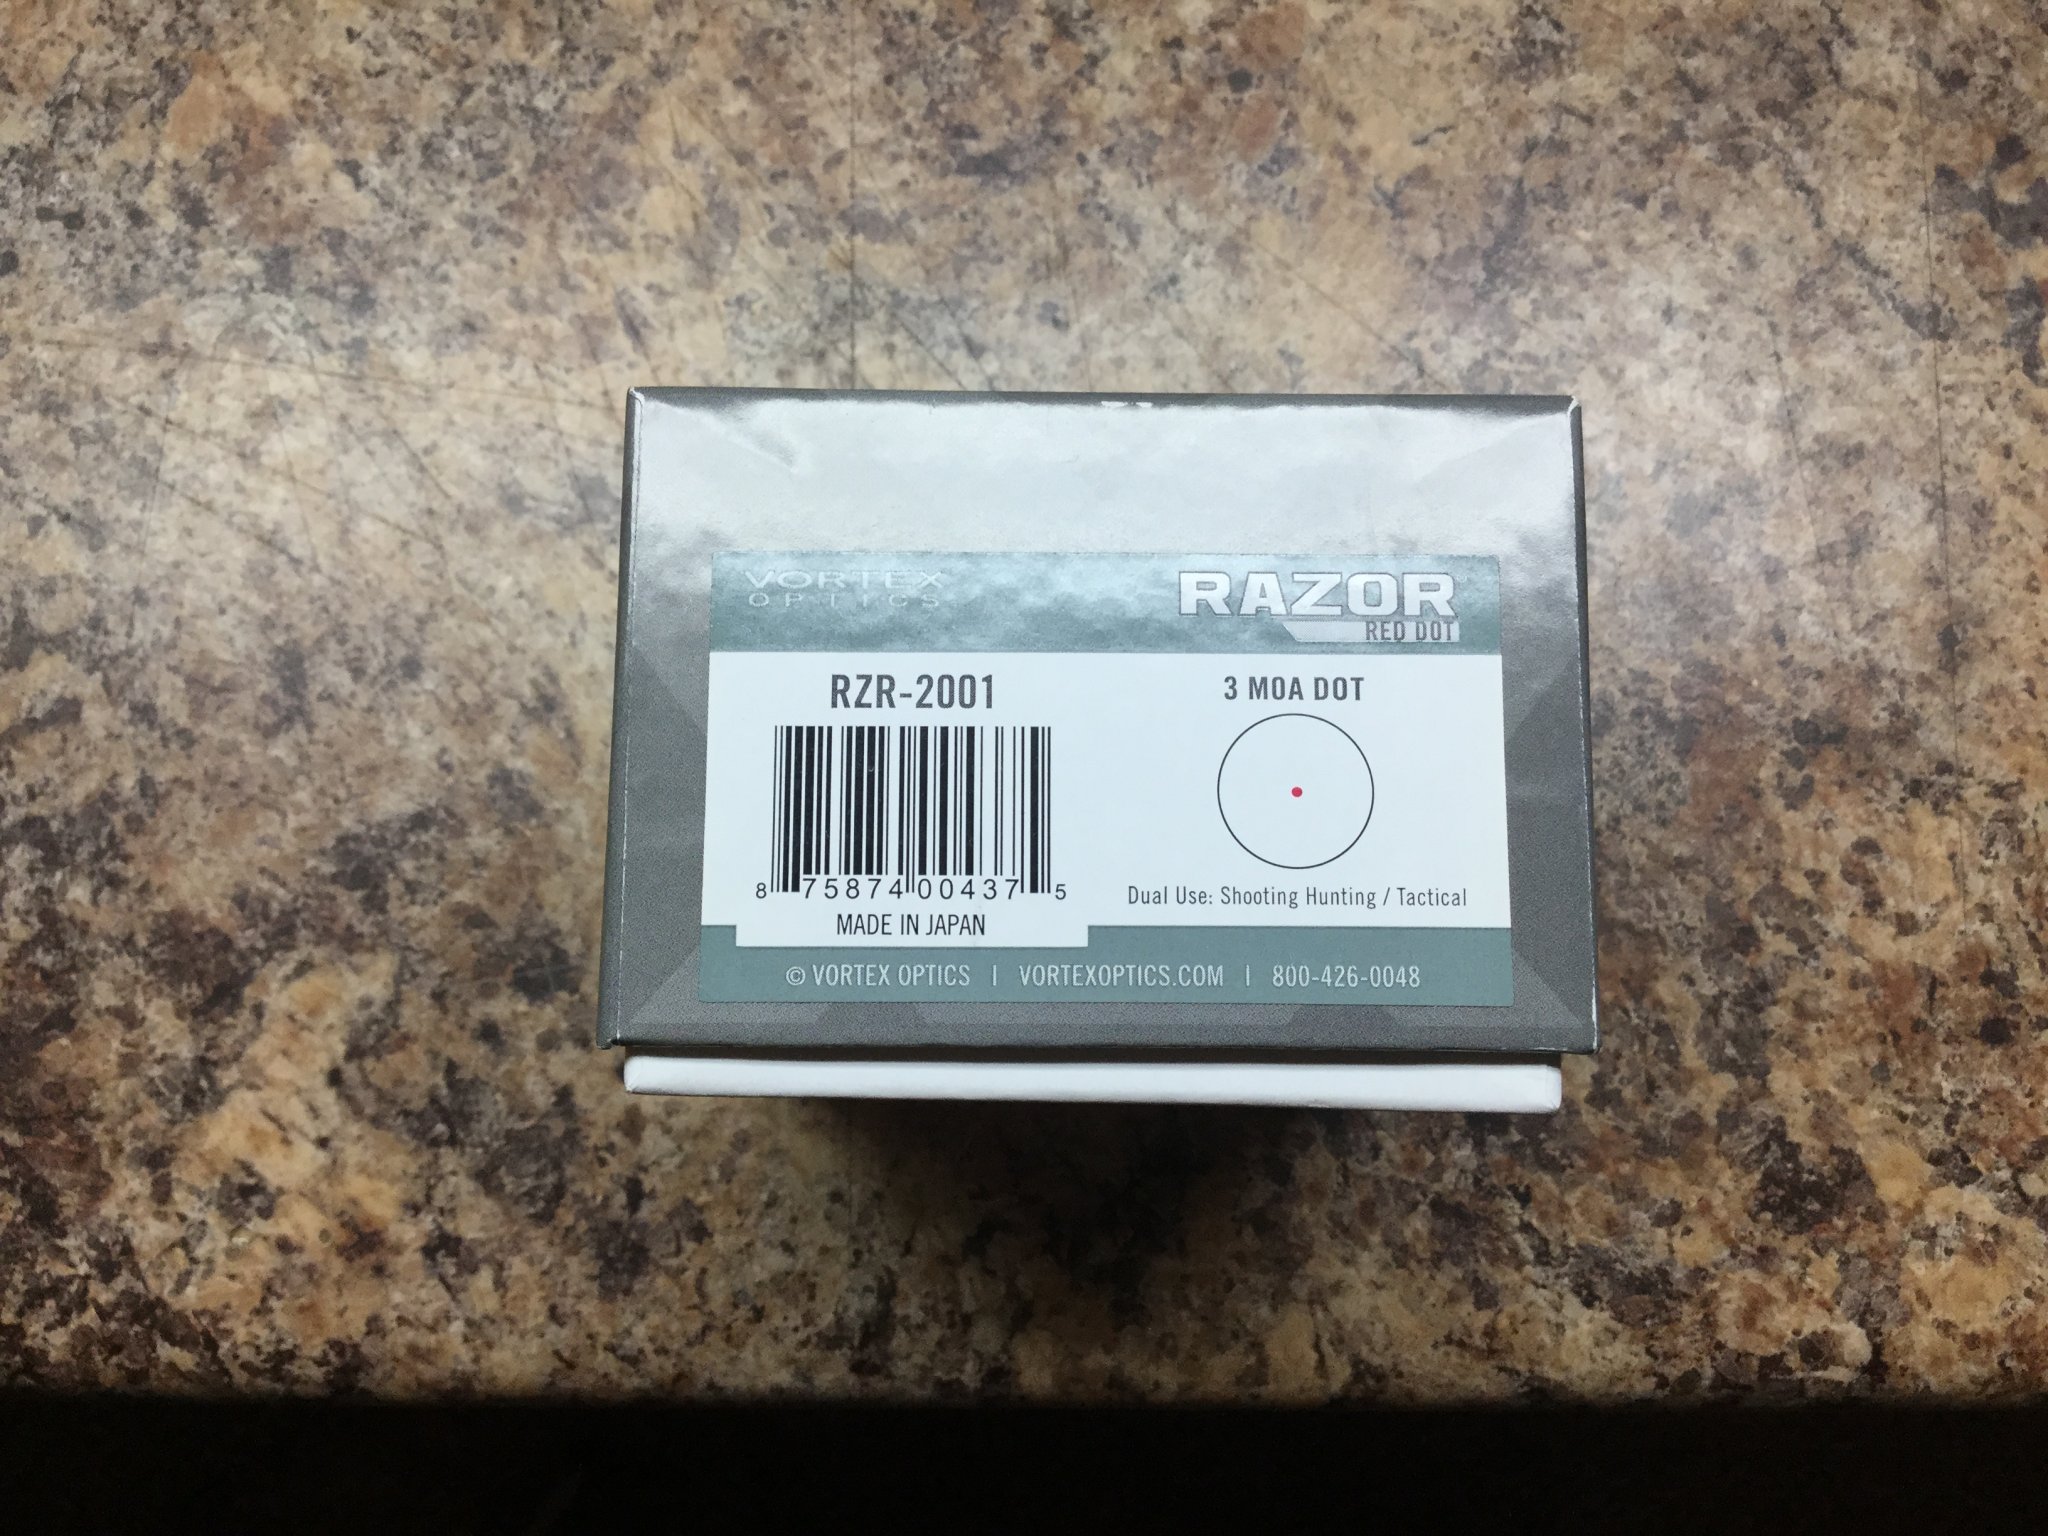 VORTEX
OPTICS
RAZOR
RED DOT
RZR-2001
8 75874 00437 5
MADE IN JAPAN
3 MOA DOT
Dual Use: Shooting Hunting / Tactical
© VORTEX OPTICS | VORTEXOPTICS.COM | 800-426-0048